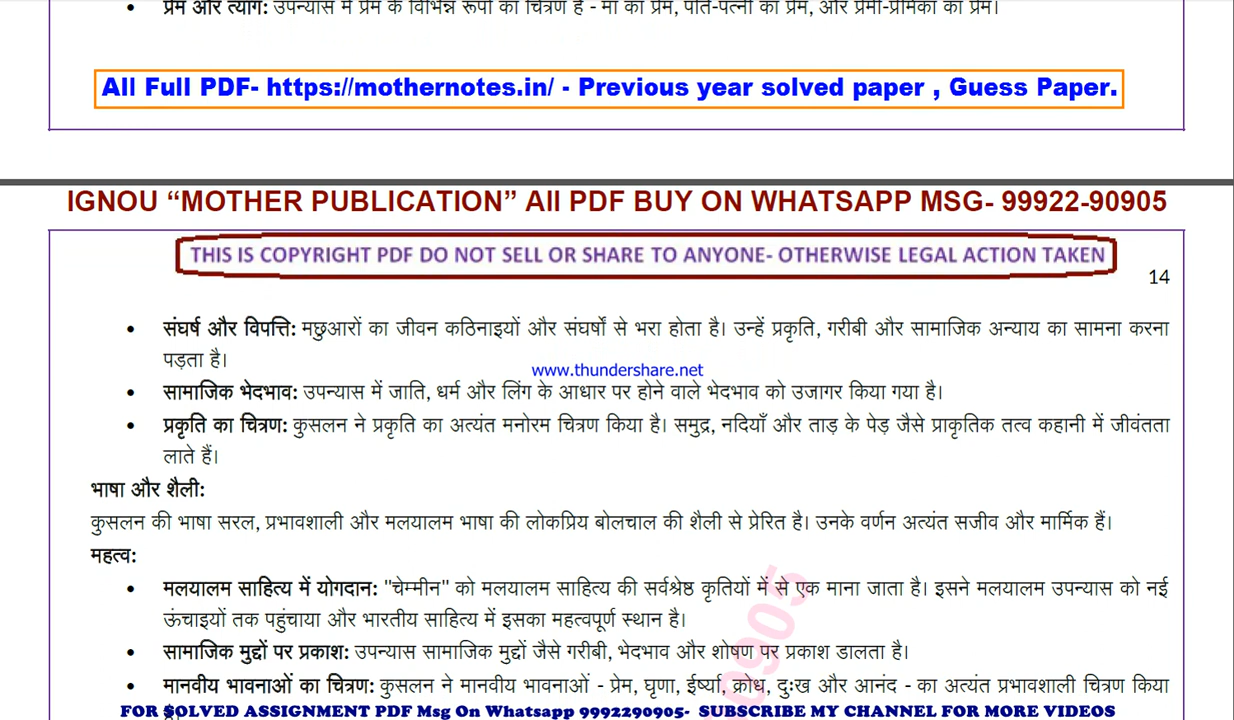 • प्रेम और त्याग: उपन्यास में प्रेम के विभिन्न रूपों का चित्रण है - माँ का प्रेम, पति-पत्नी का प्रेम, और प्रेमी-प्रेमिका का प्रेम।
All Full PDF- https://mothernotes.in/ - Previous year solved paper , Guess Paper.
IGNOU “MOTHER PUBLICATION” All PDF BUY ON WHATSAPP MSG- 99922-90905
THIS IS COPYRIGHT PDF DO NOT SELL OR SHARE TO ANYONE- OTHERWISE LEGAL ACTION TAKEN
14
• संघर्ष और विपत्ति: मछुआरों का जीवन कठिनाइयों और संघर्षों से भरा होता है। उन्हें प्रकृति, गरीबी और सामाजिक अन्याय का सामना करना
पड़ता है।
www.thundershare.net
• सामाजिक भेदभाव: उपन्यास में जाति, धर्म और लिंग के आधार पर होने वाले भेदभाव को उजागर किया गया है।
• प्रकृति का चित्रण: कुसलन ने प्रकृति का अत्यंत मनोरम चित्रण किया है। समुद्र, नदियाँ और ताड़ के पेड़ जैसे प्राकृतिक तत्व कहानी में जीवंतता
लाते हैं।
भाषा और शैली:
कुसलन की भाषा सरल, प्रभावशाली और मलयालम भाषा की लोकप्रिय बोलचाल की शैली से प्रेरित है। उनके वर्णन अत्यंत सजीव और मार्मिक हैं।
महत्व:
• मलयालम साहित्य में योगदान: "चेम्मीन" को मलयालम साहित्य की सर्वश्रेष्ठ कृतियों में से एक माना जाता है। इसने मलयालम उपन्यास को नई
ऊंचाइयों तक पहुंचाया और भारतीय साहित्य में इसका महत्वपूर्ण स्थान है।
• सामाजिक मुद्दों पर प्रकाश: उपन्यास सामाजिक मुद्दों जैसे गरीबी, भेदभाव और शोषण पर प्रकाश डालता है।
• मानवीय भावनाओं का चित्रण: कुसलन ने मानवीय भावनाओं - प्रेम, घृणा, ईर्ष्या, क्रोध, दुःख और आनंद - का अत्यंत प्रभावशाली चित्रण किया
FOR SOLVED ASSIGNMENT PDF Msg On Whatsapp 9992290905- SUBSCRIBE MY CHANNEL FOR MORE VIDEOS